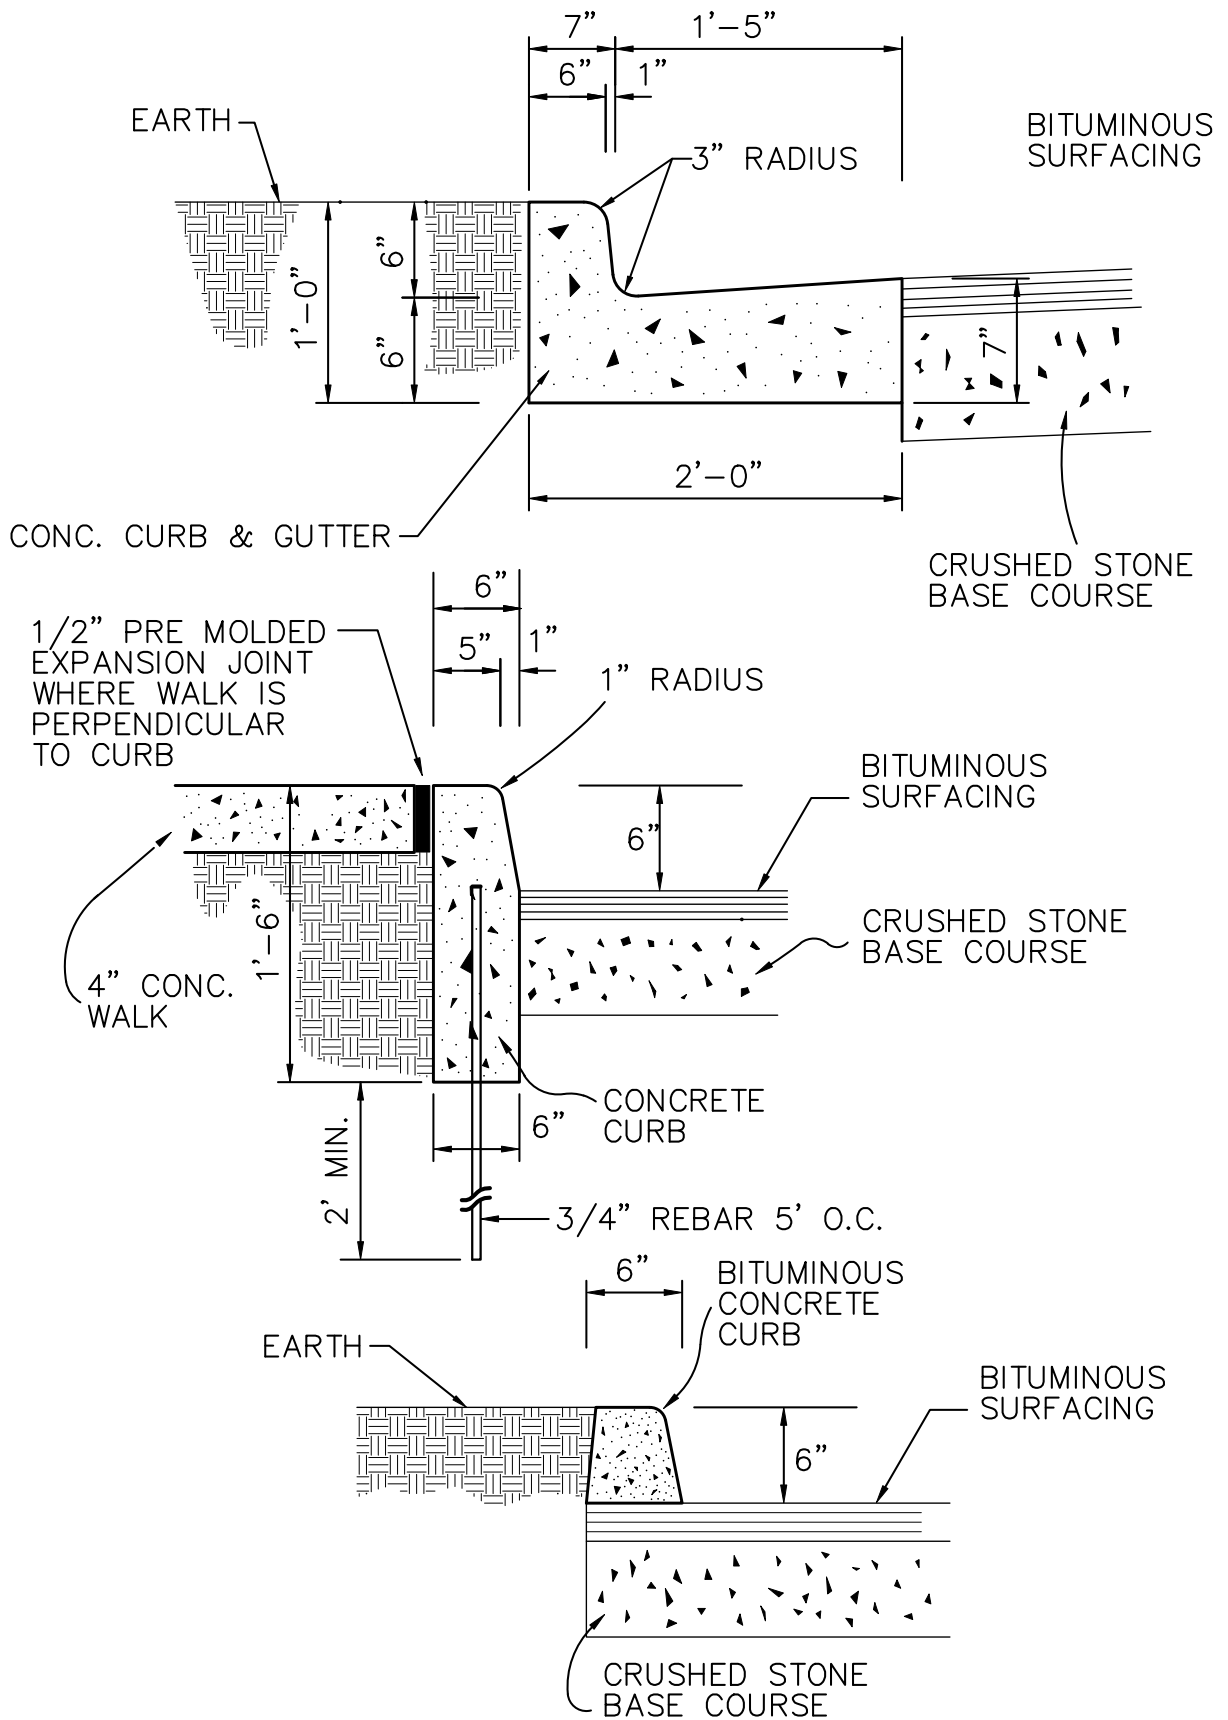 7"
1'-5"
6"
1"
EARTH
BITUMINOUS
SURFACING
3" RADIUS
6"
1'-0"
6"
7"
2'-0"
CONC. CURB & GUTTER
CRUSHED STONE
BASE COURSE
6"
1/2" PRE MOLDED
EXPANSION JOINT
WHERE WALK IS
PERPENDICULAR
TO CURB
5"
1"
1" RADIUS
BITUMINOUS
SURFACING
6"
1'-6"
CRUSHED STONE
BASE COURSE
4" CONC.
WALK
CONCRETE
CURB
6"
2' MIN.
3/4" REBAR 5' O.C.
6"
BITUMINOUS
CONCRETE
CURB
EARTH
BITUMINOUS
SURFACING
6"
CRUSHED STONE
BASE COURSE